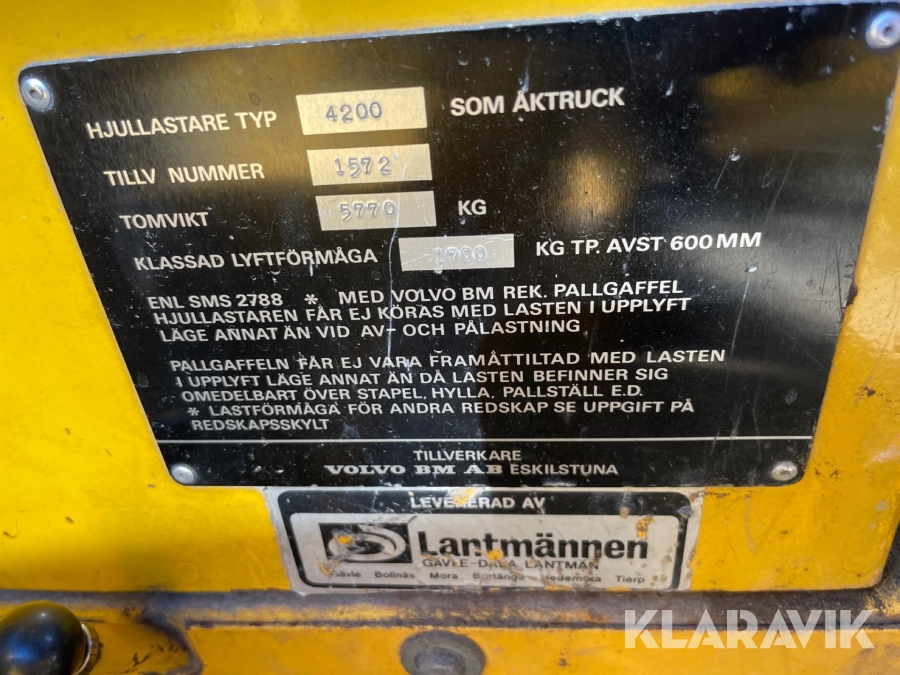 HJULLASTARE TYP 4200 SOM ÅKTRUCK
TILLV NUMMER 1572
TOMVIKT 5770 KG
KLASSAD LYFTFÖRMÅGA 1700 KG TP. AVST 600 MM
ENL SMS 2788 * MED VOLVO BM REK. PALLGAFFEL
HJULLASTAREN FÅR EJ KÖRAS MED LASTEN I UPPLYFT
LÄGE ANNAT ÄN VID AV- OCH PÅLASTNING
PALLGAFFELN FÅR EJ VARA FRAMÅTTILTAD MED LASTEN
I UPPLYFT LÄGE ANNAT ÄN DÅ LASTEN BEFINNER SIG
OMEDELBART ÖVER STAPEL, HYLLA, PALLSTÄLL E.D.
* LASTFÖRMÅGA FÖR ANDRA REDSKAP SE UPPGIFT PÅ
REDSKAPSSKYLT
TILLVERKARE
VOLVO BM AB ESKILSTUNA
LEVERERAD AV
Lantmännen
GÄVLE-DALA LANTMÄN
Gävle Bollnäs Mora Borlänge Hedemora Tierp
KLARAVIK